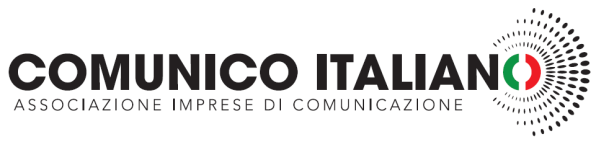 COMUNICO ITALIANO
ASSOCIAZIONE IMPRESE DI COMUNICAZIONE